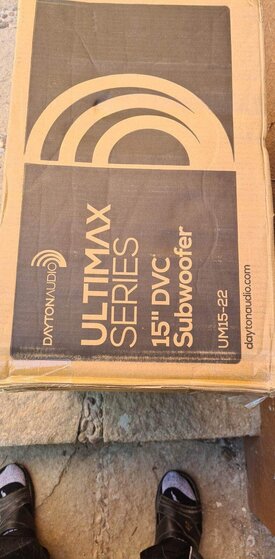 DAYTONAUDIO
ULTIMAX
SERIES
15" DVC
Subwoofer
UM15-22
daytonaudio.com